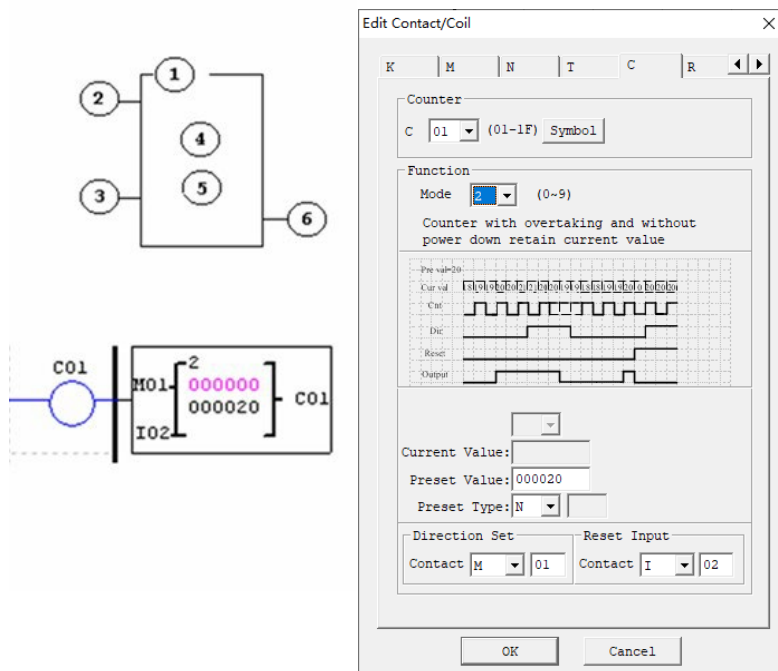 1
2
3
4
5
6
C01
2
M01
000000
000020
C01
I02
Edit Contact/Coil
K M N T C R
Counter
C 01 (01-1F) Symbol
Function
Mode 2 (0~9)
Counter with overtaking and without
power down retain current value
Pre val=20
Cur val
Cnt
Dir
Reset
Output
Current Value:
Preset Value: 000020
Preset Type: N
Direction Set
Contact M 01
Reset Input
Contact I 02
OK Cancel